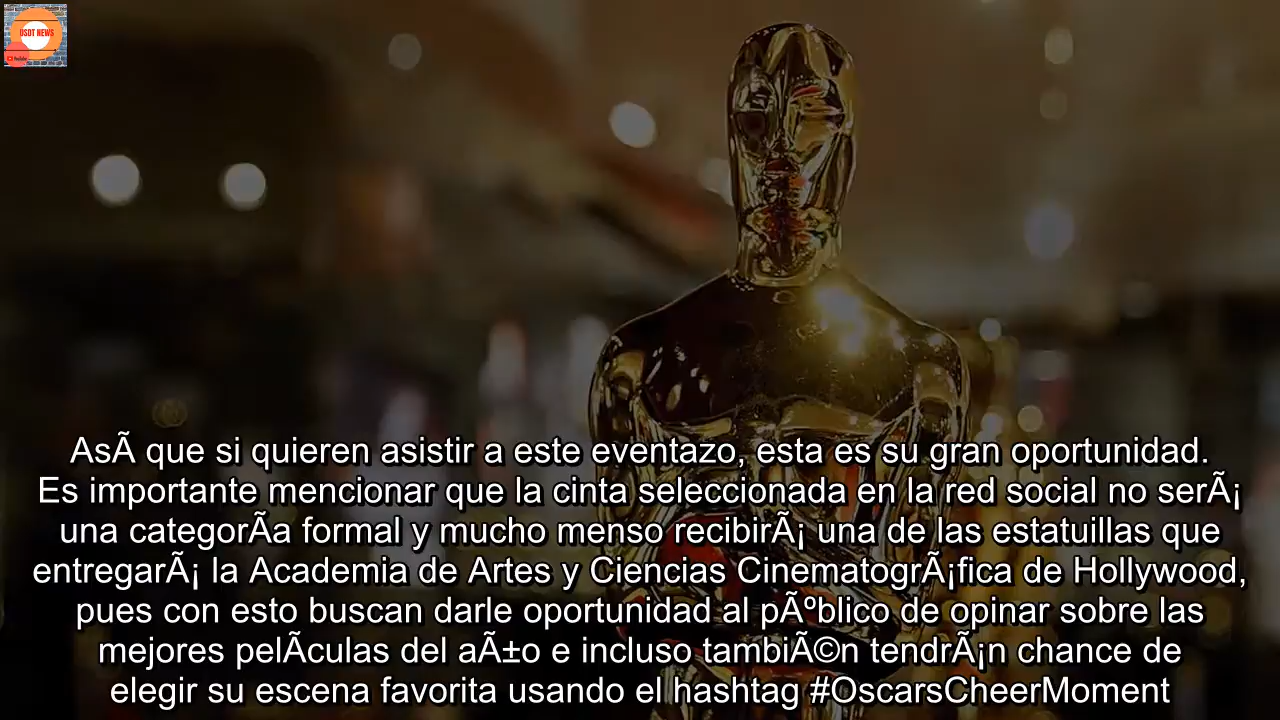 USDT NEWS
AsÃ que si quieren asistir a este eventazo, esta es su gran oportunidad.
Es importante mencionar que la cinta seleccionada en la red social no serÃ¡
una categorÃa formal y mucho menso recibirÃ¡ una de las estatuillas que
entregarÃ¡ la Academia de Artes y Ciencias CinematogrÃ¡fica de Hollywood,
pues con esto buscan darle oportunidad al pÃºblico de opinar sobre las
mejores pelÃculas del aÃ±o e incluso tambiÃ©n tendrÃ¡n chance de
elegir su escena favorita usando el hashtag #OscarsCheerMoment